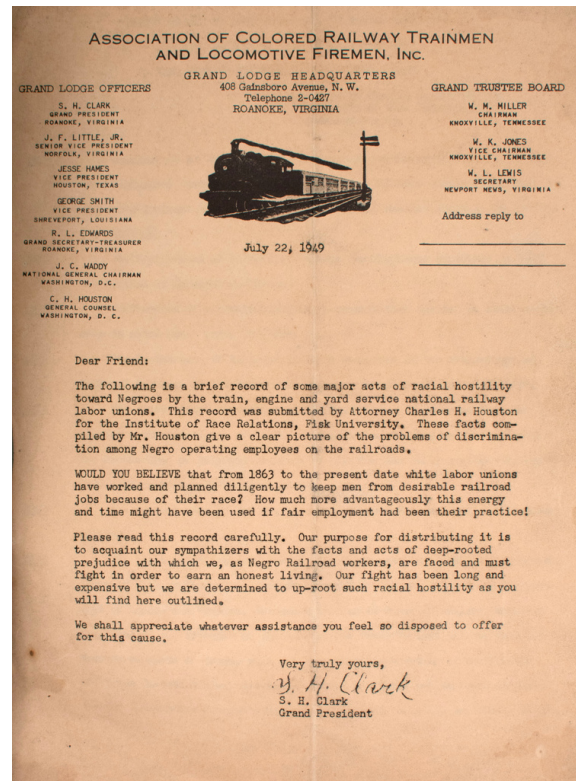 ASSOCIATION OF COLORED RAILWAY TRAINMEN
AND LOCOMOTIVE FIREMEN, INC.
GRAND LODGE HEADQUARTERS
408 Gainsboro Avenue, N. W.
Telephone 2-0427
ROANOKE, VIRGINIA
GRAND LODGE OFFICERS
S. H. CLARK
GRAND PRESIDENT
ROANOKE, VIRGINIA
J. F. LITTLE, JR.
SENIOR VICE PRESIDENT
NORFOLK, VIRGINIA
JESSE HAMES
VICE PRESIDENT
HOUSTON, TEXAS
GEORGE SMITH
VICE PRESIDENT
SHREVEPORT, LOUISIANA
R. L. EDWARDS
GRAND SECRETARY-TREASURER
ROANOKE, VIRGINIA
J. C. WADDY
NATIONAL GENERAL CHAIRMAN
WASHINGTON, D.C.
C. H. HOUSTON
GENERAL COUNSEL
WASHINGTON, D. C.
GRAND TRUSTEE BOARD
W. M. MILLER
CHAIRMAN
KNOXVILLE, TENNESSEE
W. K. JONES
VICE CHAIRMAN
KNOXVILLE, TENNESSEE
W. L. LEWIS
SECRETARY
NEWPORT NEWS, VIRGINIA
Address reply to
July 22, 1949
Dear Friend:
The following is a brief record of some major acts of racial hostility
toward Negroes by the train, engine and yard service national railway
labor unions. This record was submitted by Attorney Charles H. Houston
for the Institute of Race Relations, Fisk University. These facts com-
piled by Mr. Houston give a clear picture of the problems of discrimina-
tion among Negro operating employees on the railroads.
WOULD YOU BELIEVE that from 1863 to the present date white labor unions
have worked and planned diligently to keep men from desirable railroad
jobs because of their race? How much more advantageously this energy
and time might have been used if fair employment had been their practice!
Please read this record carefully. Our purpose for distributing it is
to acquaint our sympathizers with the facts and acts of deep-rooted
prejudice with which we, as Negro Railroad workers, are faced and must
fight in order to earn an honest living. Our fight has been long and
expensive but we are determined to up-root such racial hostility as you
will find here outlined.
We shall appreciate whatever assistance you feel so disposed to offer
for this cause.
Very truly yours,
S. H. Clark
S. H. Clark
Grand President